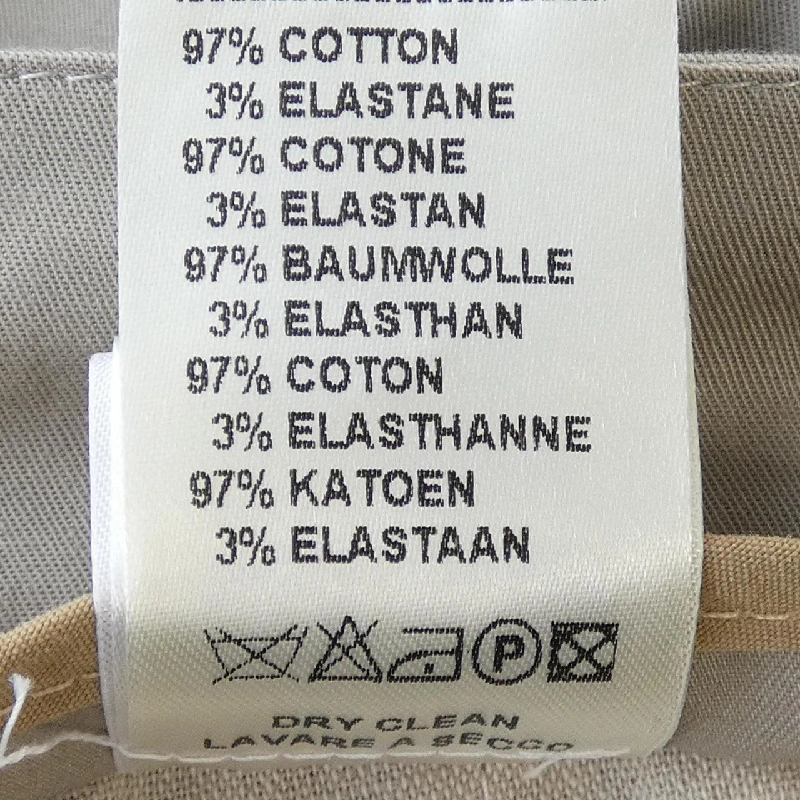 97% COTTON
3% ELASTANE
97% COTONE
3% ELASTAN
97% BAUMWOLLE
3% ELASTHAN
97% COTON
3% ELASTHANNE
97% KATOEN
3% ELASTAAN
P
DRY CLEAN
LAVARE A SECCO